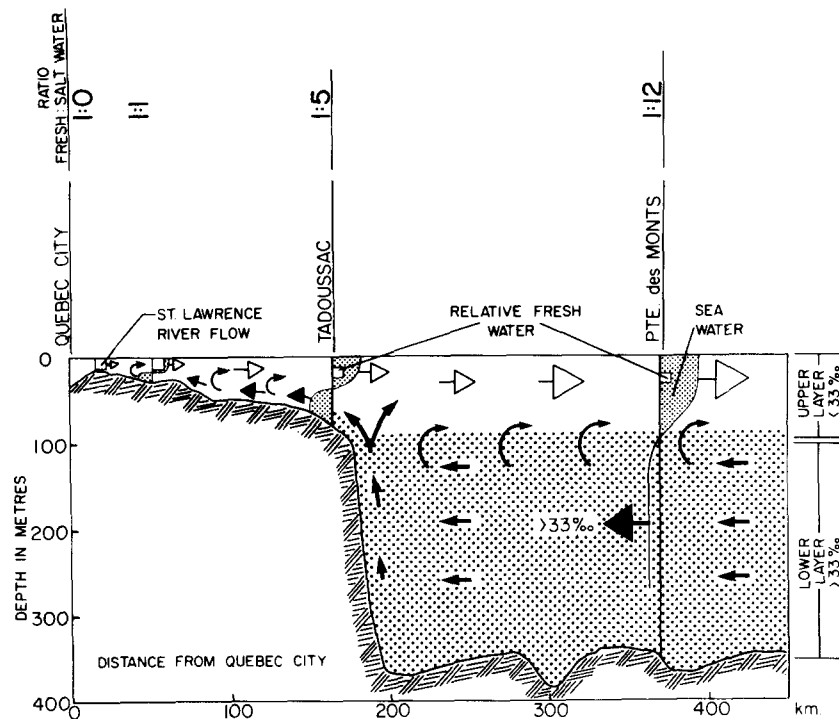 RATIO
FRESH : SALT WATER
1:0
1:1
1:5
1:12
QUEBEC CITY
TADOUSSAC
PTE. des MONTS
ST. LAWRENCE
RIVER FLOW
RELATIVE FRESH
WATER
SEA
WATER
UPPER
LAYER
<33‰
LOWER
LAYER
>33‰
>33‰
DEPTH IN METRES
0
100
200
300
400
DISTANCE FROM QUEBEC CITY
0
100
200
300
400
km